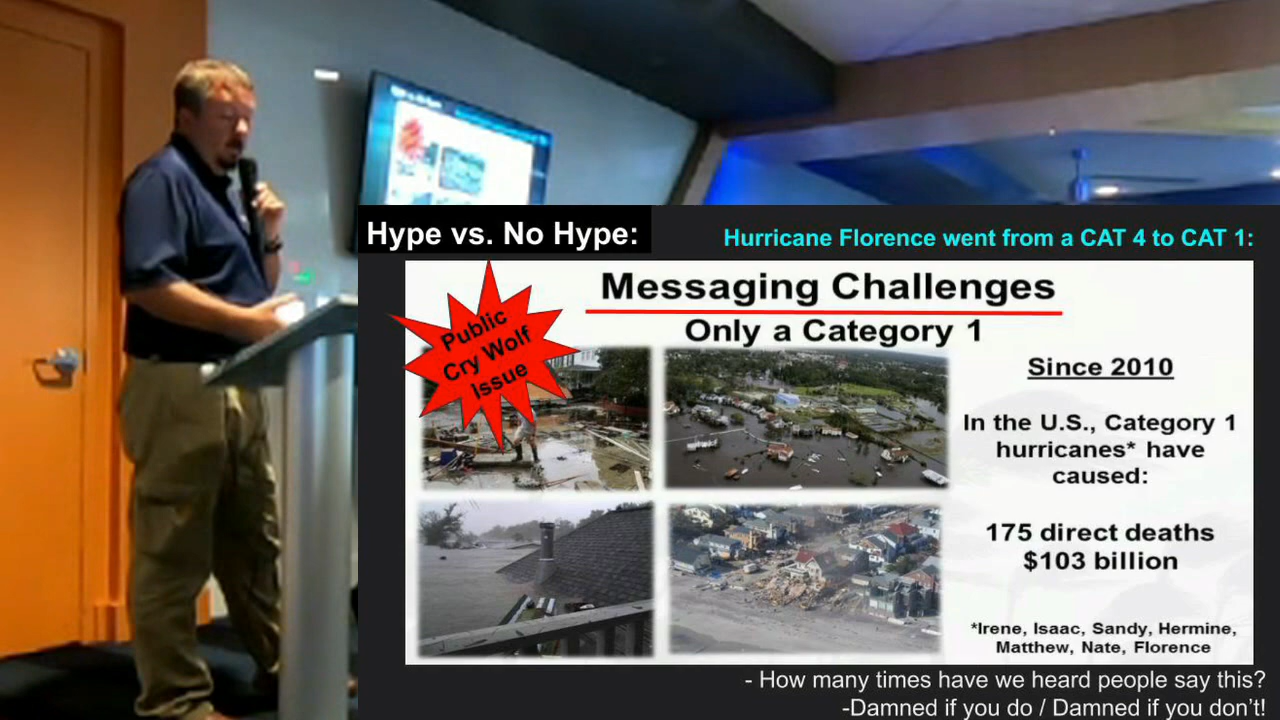 Hype vs. No Hype:
Hurricane Florence went from a CAT 4 to CAT 1:
Messaging Challenges
Only a Category 1
Public
Cry Wolf
Issue
Since 2010
In the U.S., Category 1
hurricanes* have
caused:
175 direct deaths
$103 billion
*Irene, Isaac, Sandy, Hermine,
Matthew, Nate, Florence
- How many times have we heard people say this?
-Damned if you do / Damned if you don't!